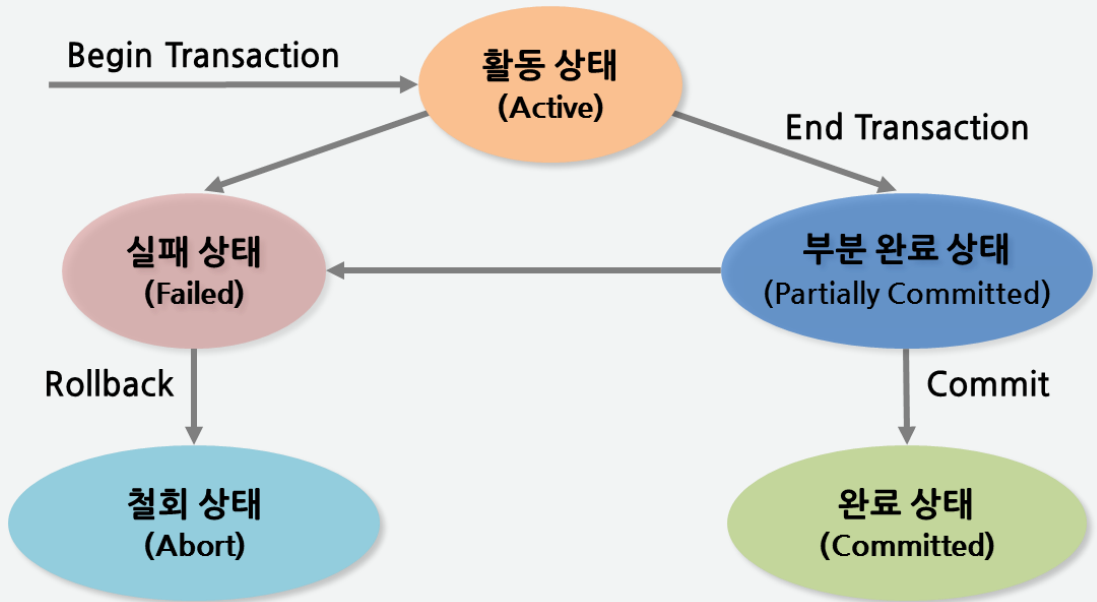 Begin Transaction
활동 상태
(Active)
End Transaction
실패 상태
(Failed)
부분 완료 상태
(Partially Committed)
Rollback
Commit
철회 상태
(Abort)
완료 상태
(Committed)